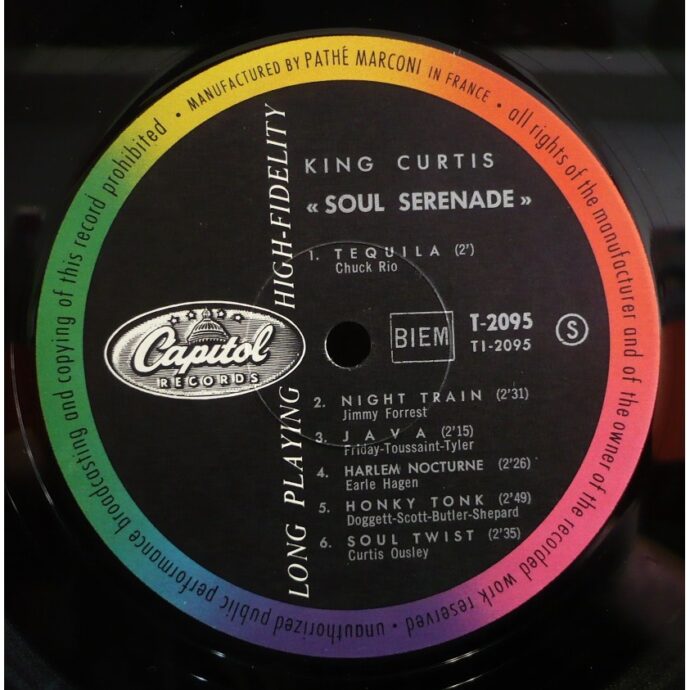 • MANUFACTURED BY PATHÉ MARCONI IN FRANCE • all rights of the manufacturer and of the owner of the recorded work reserved • unauthorized public performance broadcasting and copying of this record prohibited
LONG PLAYING HIGH-FIDELITY
KING CURTIS
« SOUL SERENADE »
1. TEQUILA (2')
Chuck Rio
Capitol
RECORDS
BIEM
T-2095
TI-2095
S
2. NIGHT TRAIN (2'31)
Jimmy Forrest
3. JAVA (2'15)
Friday-Toussaint-Tyler
4. HARLEM NOCTURNE (2'26)
Earle Hagen
5. HONKY TONK (2'49)
Doggett-Scott-Butler-Shepard
6. SOUL TWIST (2'35)
Curtis Ousley